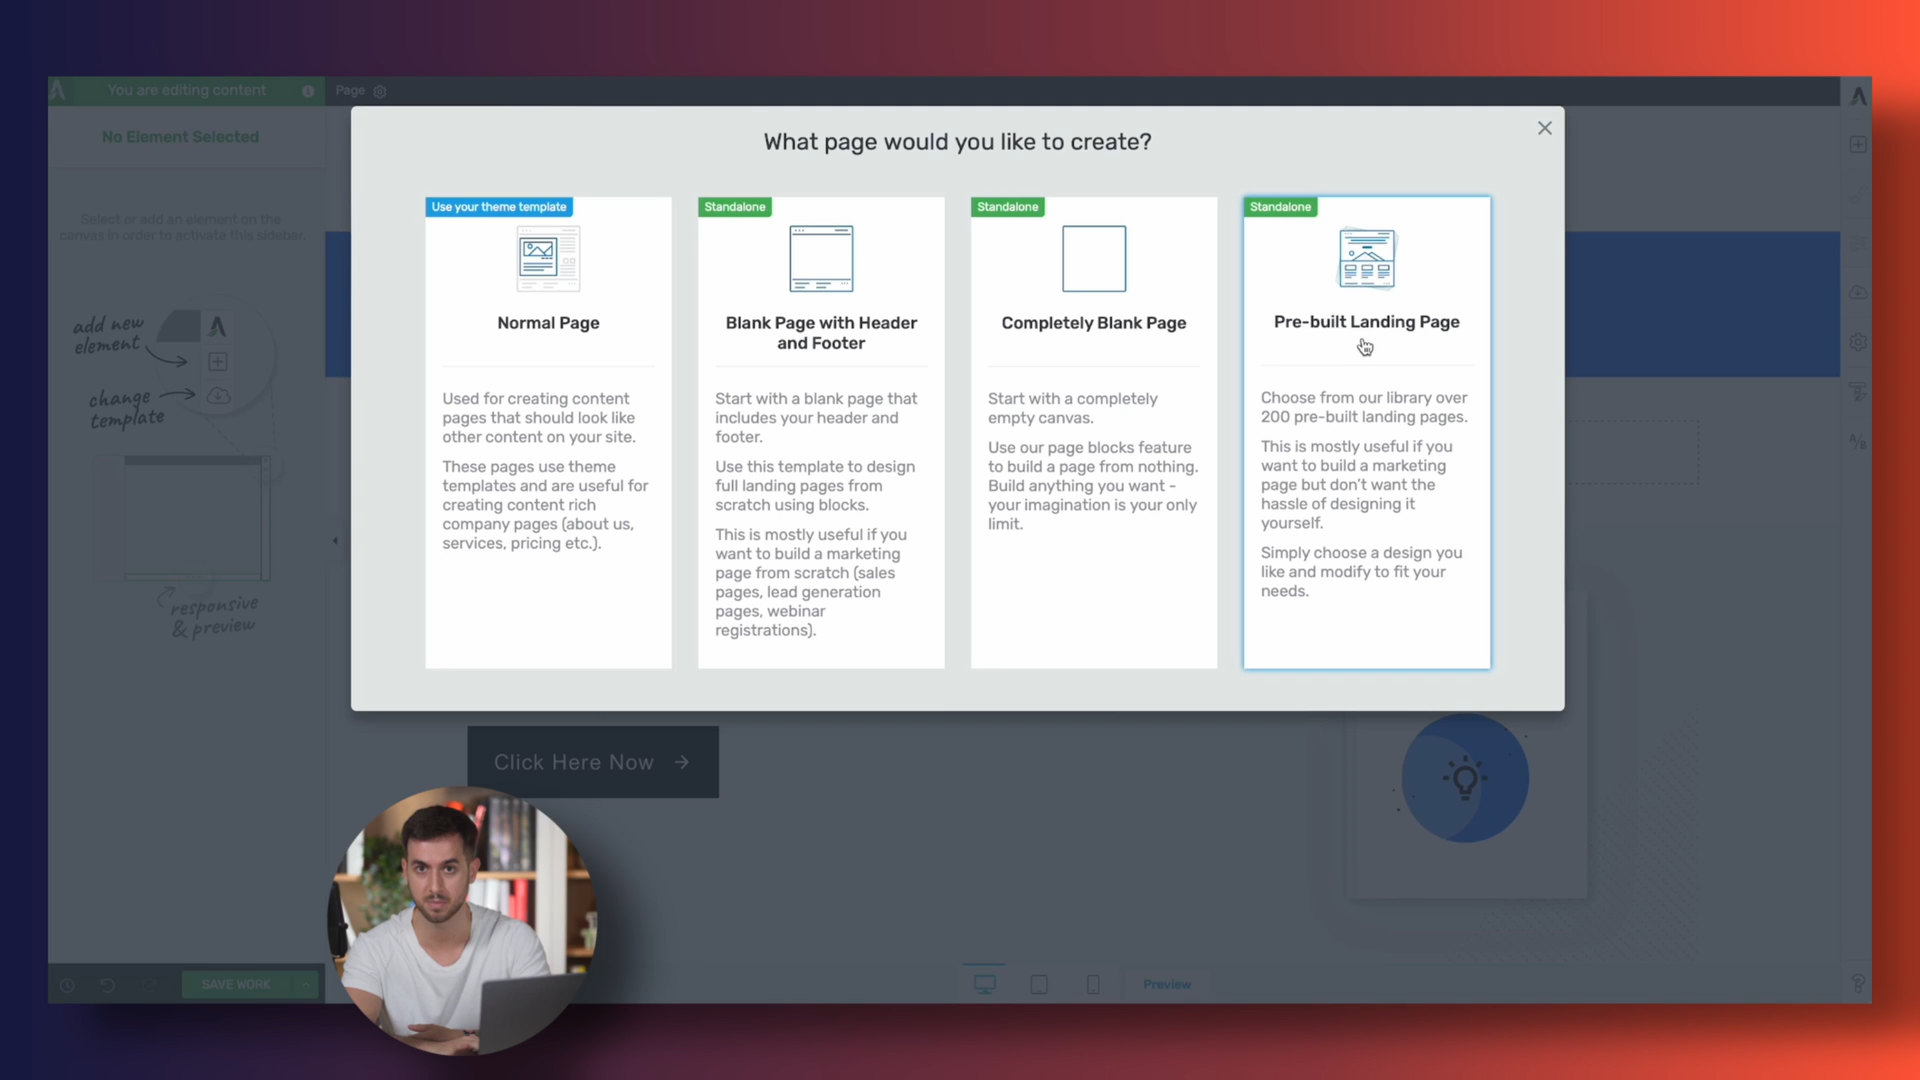 You are editing content
Page
No Element Selected
Select or add an element on the
canvas in order to activate this sidebar.
add new
element
change
template
responsive
& preview
SAVE WORK
What page would you like to create?
Use your theme template
Normal Page
Used for creating content
pages that should look like
other content on your site.
These pages use theme
templates and are useful for
creating content rich
company pages (about us,
services, pricing etc.).
Standalone
Blank Page with Header
and Footer
Start with a blank page that
includes your header and
footer.
Use this template to design
full landing pages from
scratch using blocks.
This is mostly useful if you
want to build a marketing
page from scratch (sales
pages, lead generation
pages, webinar
registrations).
Standalone
Completely Blank Page
Start with a completely
empty canvas.
Use our page blocks feature
to build a page from nothing.
Build anything you want -
your imagination is your only
limit.
Standalone
Pre-built Landing Page
Choose from our library over
200 pre-built landing pages.
This is mostly useful if you
want to build a marketing
page but don't want the
hassle of designing it
yourself.
Simply choose a design you
like and modify to fit your
needs.
Click Here Now
Preview
A/B